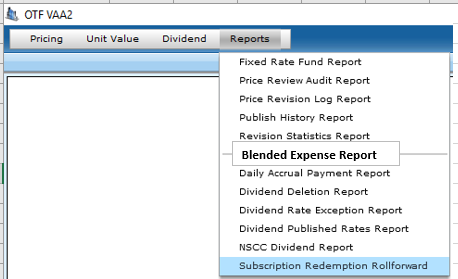 OTF VAA2
Pricing Unit Value Dividend Reports
Fixed Rate Fund Report
Price Review Audit Report
Price Revision Log Report
Publish History Report
Revision Statistics Report
Blended Expense Report
Daily Accrual Payment Report
Dividend Deletion Report
Dividend Rate Exception Report
Dividend Published Rates Report
NSCC Dividend Report
Subscription Redemption Rollforward